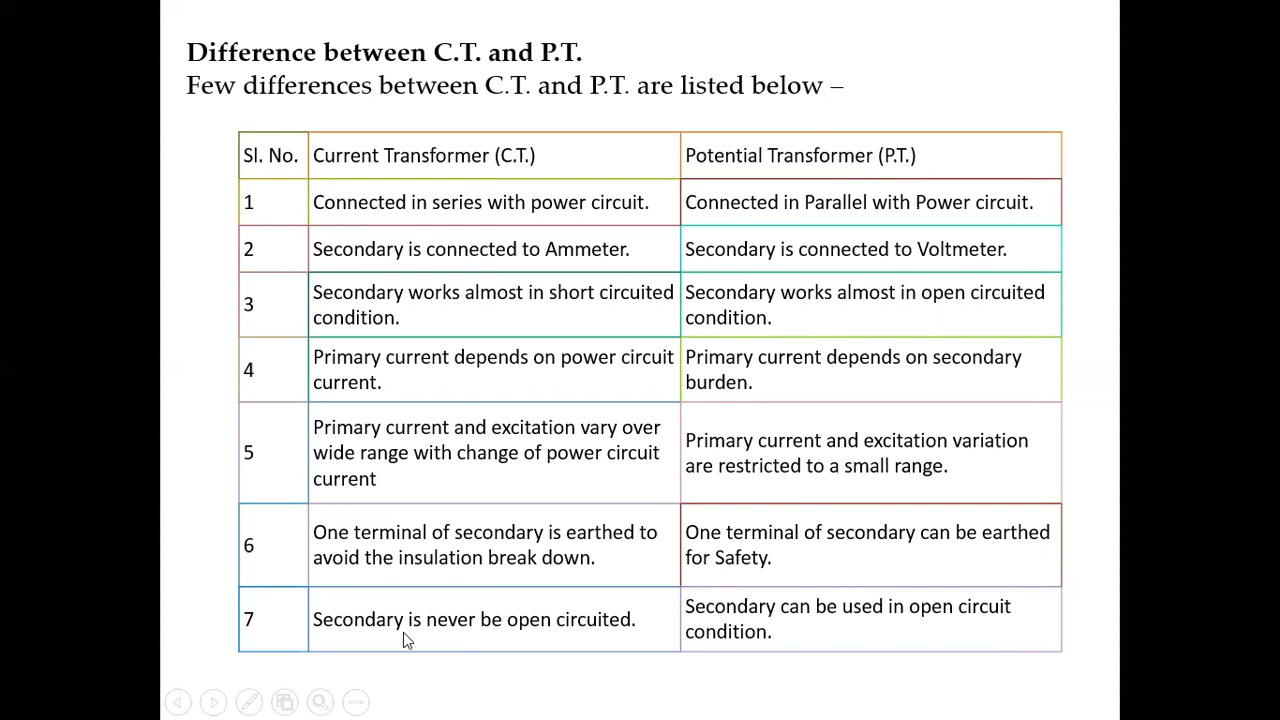 Difference between C.T. and P.T.
Few differences between C.T. and P.T. are listed below –
Sl. No. Current Transformer (C.T.) Potential Transformer (P.T.)
1 Connected in series with power circuit. Connected in Parallel with Power circuit.
2 Secondary is connected to Ammeter. Secondary is connected to Voltmeter.
3 Secondary works almost in short circuited
condition. Secondary works almost in open circuited
condition.
4 Primary current depends on power circuit
current. Primary current depends on secondary
burden.
5 Primary current and excitation vary over
wide range with change of power circuit
current Primary current and excitation variation
are restricted to a small range.
6 One terminal of secondary is earthed to
avoid the insulation break down. One terminal of secondary can be earthed
for Safety.
7 Secondary is never be open circuited. Secondary can be used in open circuit
condition.